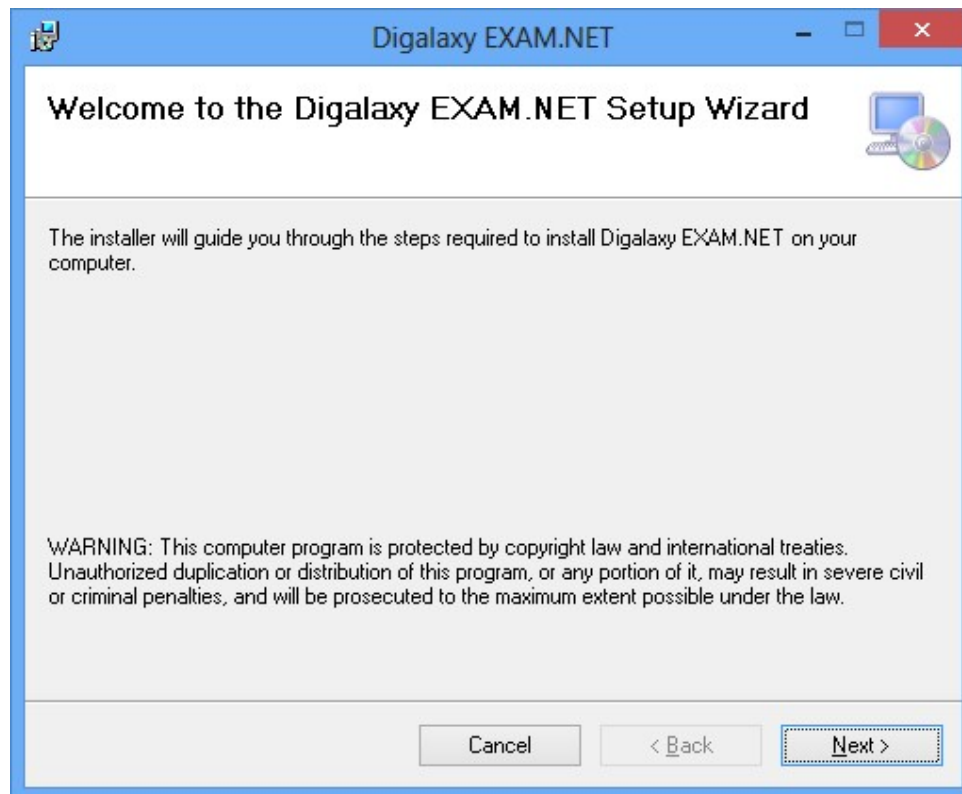 Digalaxy EXAM.NET
Welcome to the Digalaxy EXAM.NET Setup Wizard
The installer will guide you through the steps required to install Digalaxy EXAM.NET on your
computer.
WARNING: This computer program is protected by copyright law and international treaties.
Unauthorized duplication or distribution of this program, or any portion of it, may result in severe civil
or criminal penalties, and will be prosecuted to the maximum extent possible under the law.
Cancel
< Back
Next >